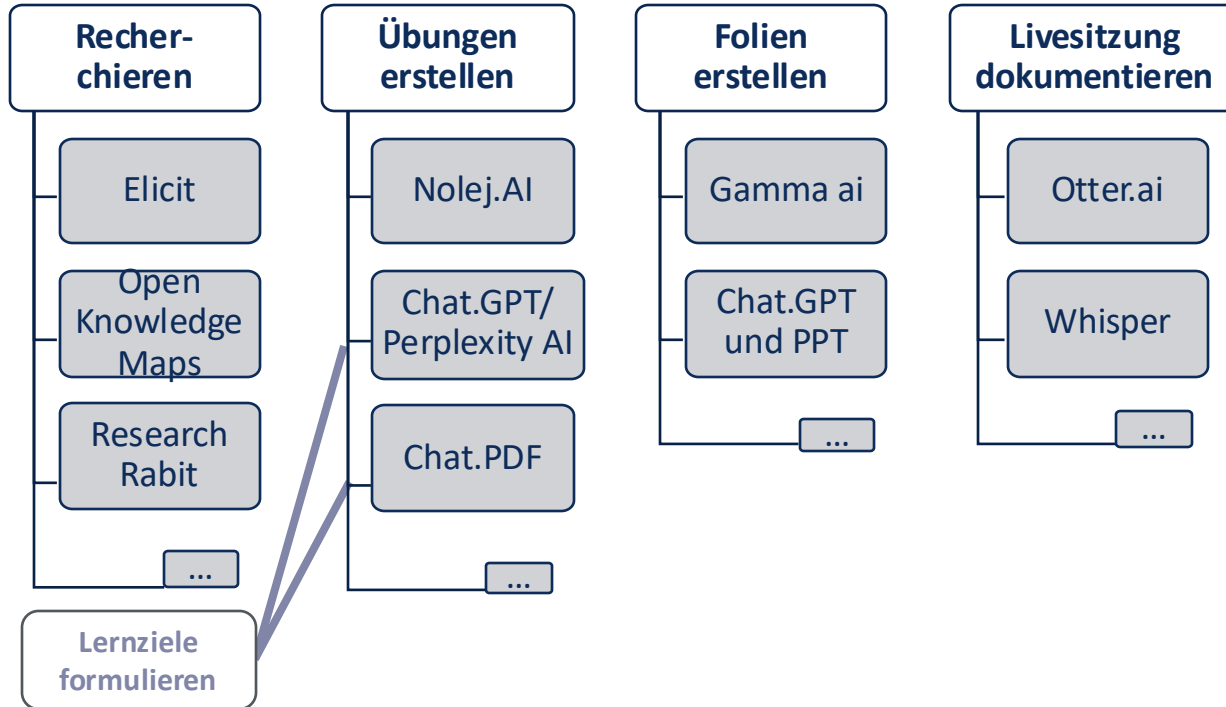 Recher-
chieren
Elicit
Open
Knowledge
Maps
Research
Rabit
...
Lernziele
formulieren
Übungen
erstellen
Nolej.AI
Chat.GPT/
Perplexity AI
Chat.PDF
...
Folien
erstellen
Gamma ai
Chat.GPT
und PPT
...
Livesitzung
dokumentieren
Otter.ai
Whisper
...